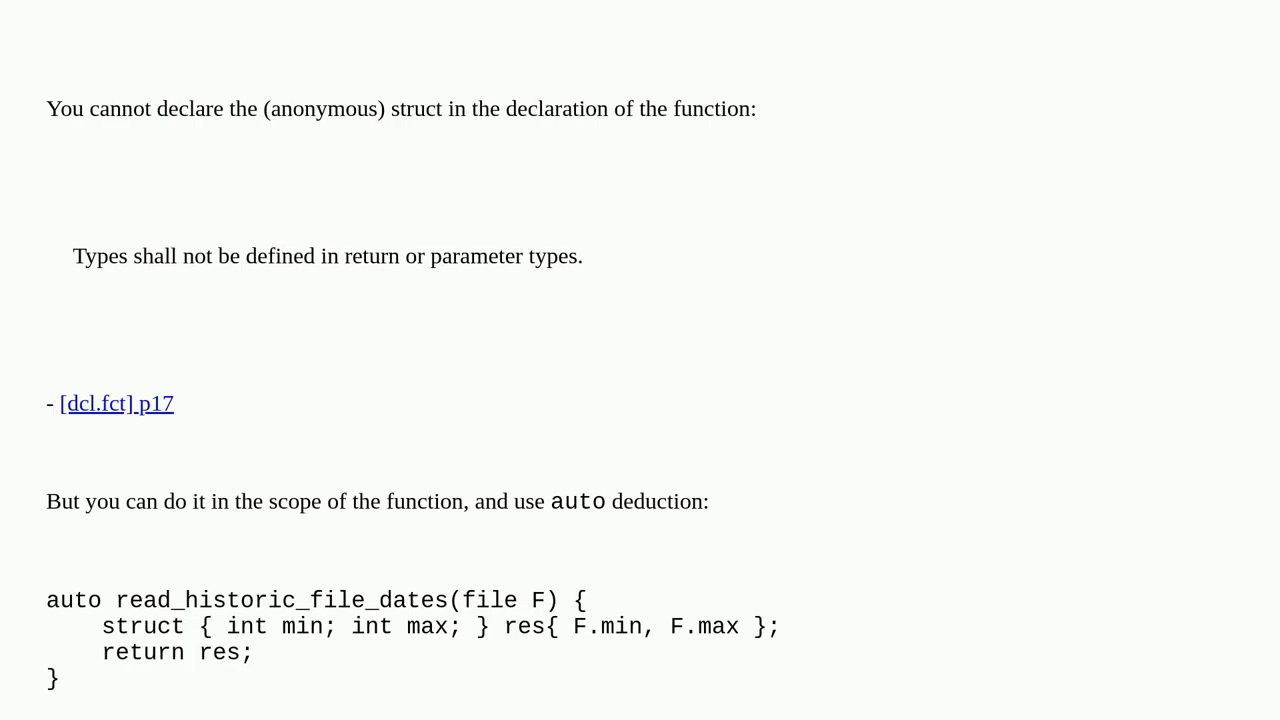 You cannot declare the (anonymous) struct in the declaration of the function:
Types shall not be defined in return or parameter types.
- [dcl.fct] p17
But you can do it in the scope of the function, and use auto deduction:
auto read_historic_file_dates(file F) {
    struct { int min; int max; } res{ F.min, F.max };
    return res;
}